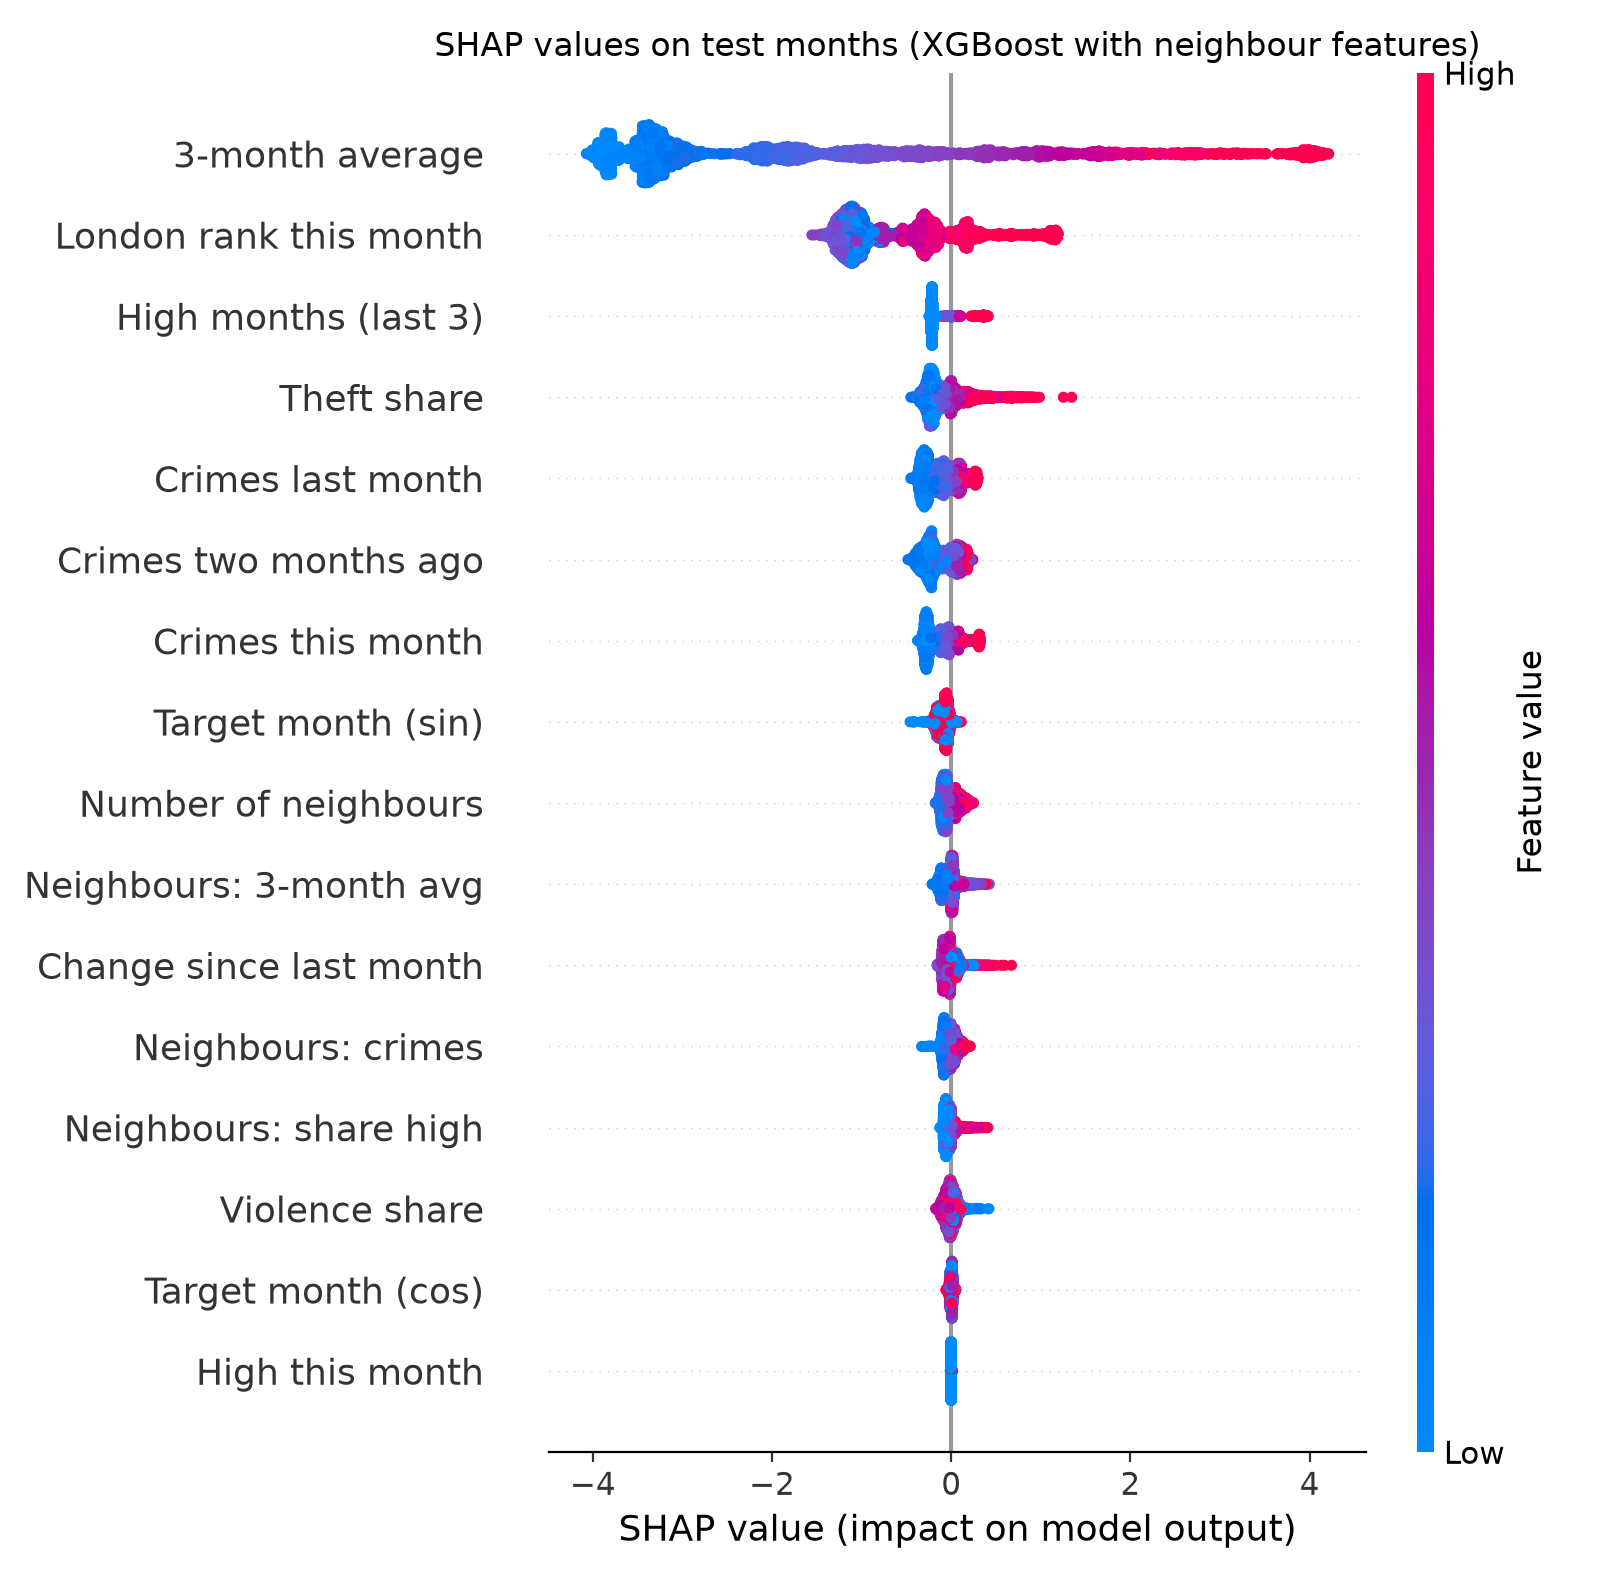 SHAP values on test months (XGBoost with neighbour features)
High
3-month average
London rank this month
High months (last 3)
Theft share
Crimes last month
Crimes two months ago
Crimes this month
Target month (sin)
Number of neighbours
Neighbours: 3-month avg
Change since last month
Neighbours: crimes
Neighbours: share high
Violence share
Target month (cos)
High this month
Feature value
Low
−4 −2 0 2 4
SHAP value (impact on model output)